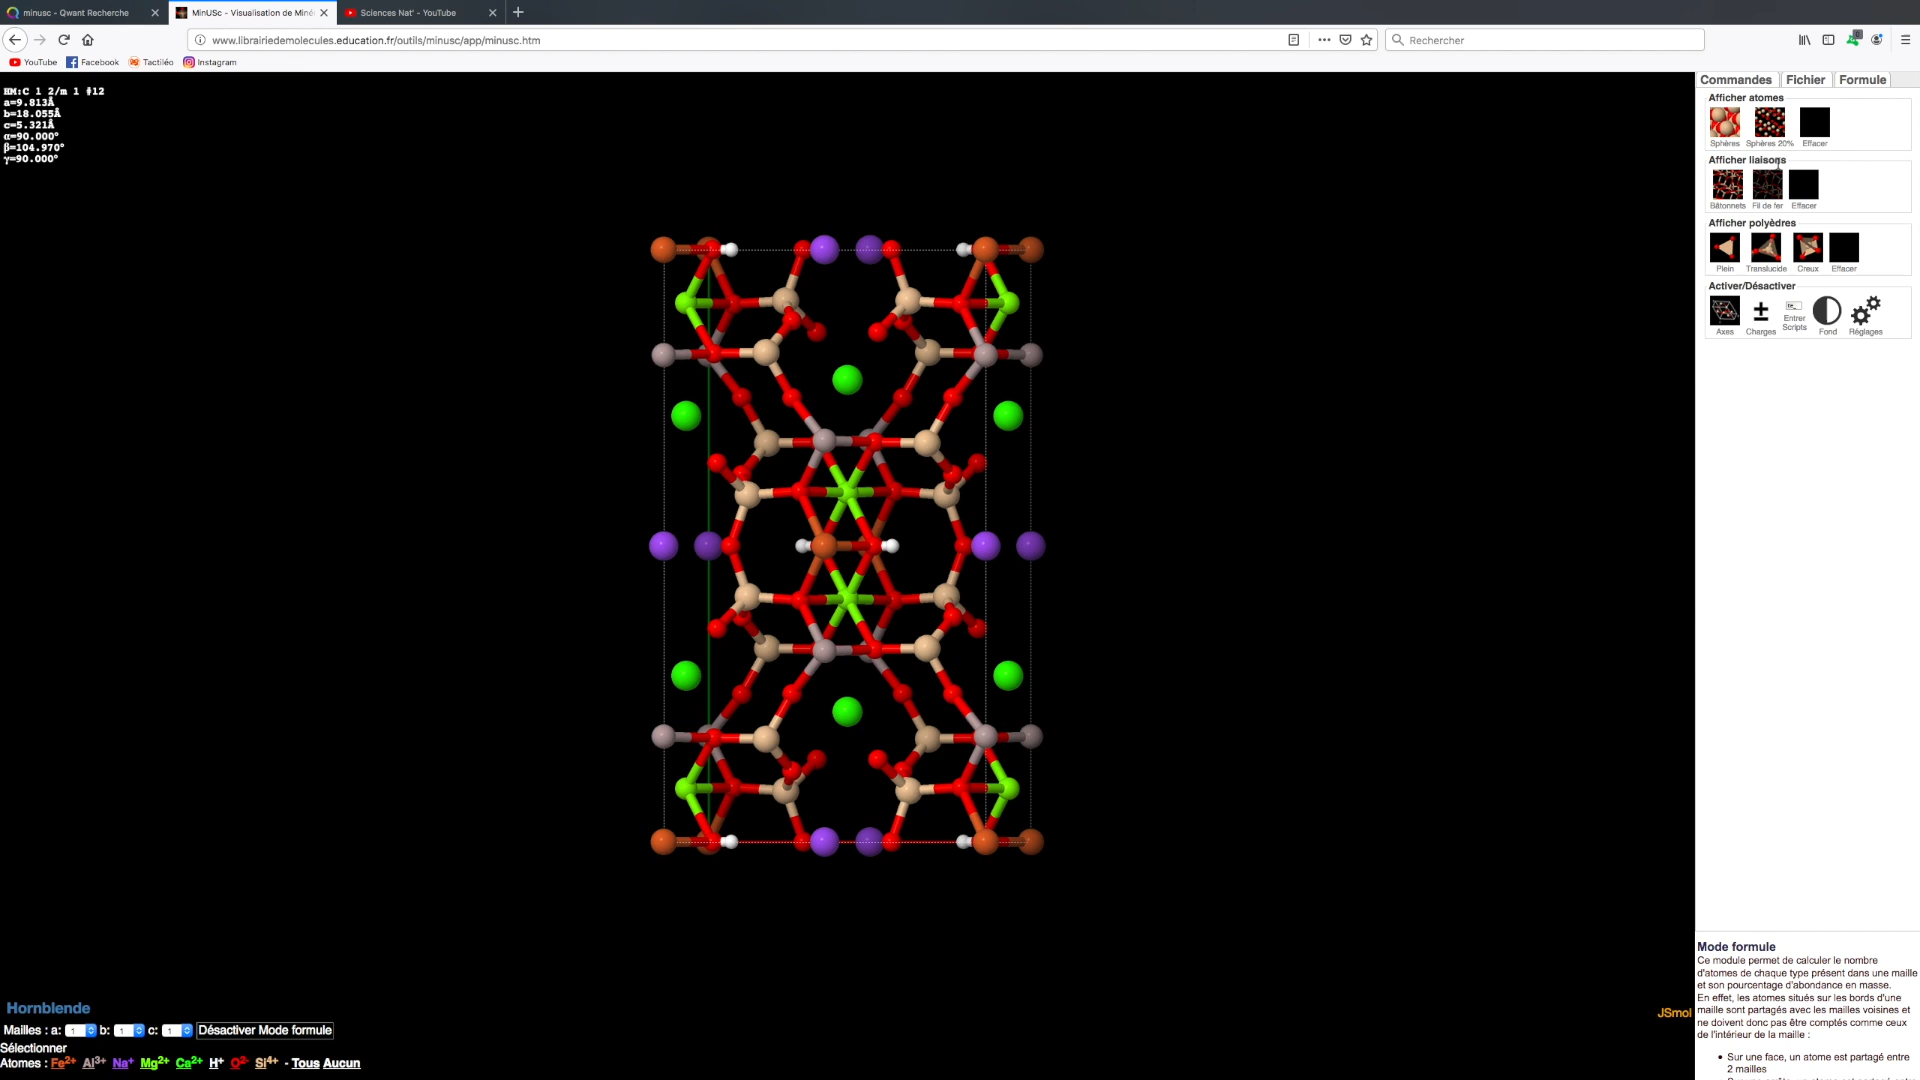 minusc - Qwant Recherche
MinUSc - Visualisation de Miné
Sciences Nat' - YouTube
www.librairiedemolecules.education.fr/outils/minusc/app/minusc.htm
Rechercher
YouTube Facebook Tactiléo Instagram
HM:C 1 2/m 1 #12
a=9.813Å
b=18.055Å
c=5.321Å
α=90.000°
β=104.970°
γ=90.000°
Commandes Fichier Formule
Afficher atomes
Sphères Sphères 20% Effacer
Afficher liaisons
Bâtonnets Fil de fer Effacer
Afficher polyèdres
Plein Translucide Creux Effacer
Activer/Désactiver
Axes Charges Entrer Scripts Fond Réglages
Mode formule
Ce module permet de calculer le nombre
d'atomes de chaque type présent dans une maille
et son pourcentage d'abondance en masse.
En effet, les atomes situés sur les bords d'une
maille sont partagés avec les mailles voisines et
ne doivent donc pas être comptés comme ceux
de l'intérieur de la maille :
• Sur une face, un atome est partagé entre
2 mailles
JSmol
Hornblende
Mailles : a: 1 b: 1 c: 1 Désactiver Mode formule
Sélectionner
Atomes : Fe2+ Al3+ Na+ Mg2+ Ca2+ H+ O2- Si4+ - Tous Aucun